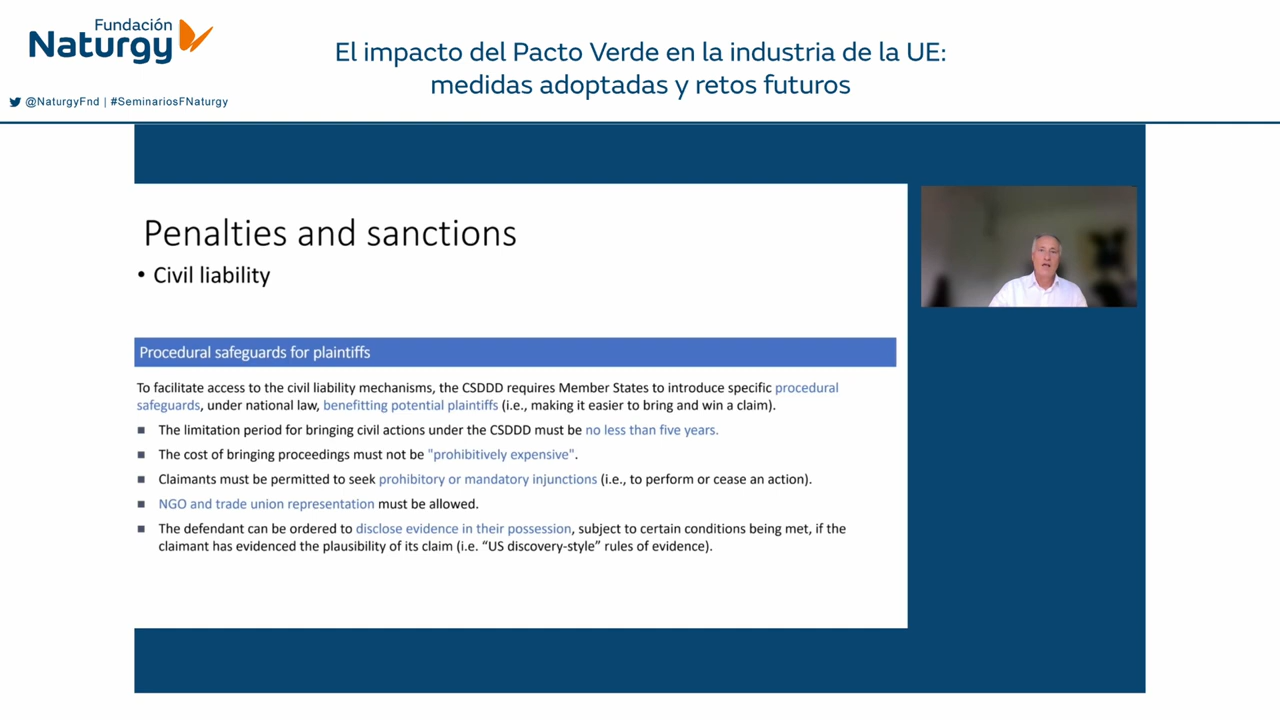 Fundación
Naturgy
@NaturgyFnd | #SeminariosFNaturgy
El impacto del Pacto Verde en la industria de la UE:
medidas adoptadas y retos futuros
Penalties and sanctions
• Civil liability
Procedural safeguards for plaintiffs
To facilitate access to the civil liability mechanisms, the CSDDD requires Member States to introduce specific procedural
safeguards, under national law, benefitting potential plaintiffs (i.e., making it easier to bring and win a claim).
■ The limitation period for bringing civil actions under the CSDDD must be no less than five years.
■ The cost of bringing proceedings must not be "prohibitively expensive".
■ Claimants must be permitted to seek prohibitory or mandatory injunctions (i.e., to perform or cease an action).
■ NGO and trade union representation must be allowed.
■ The defendant can be ordered to disclose evidence in their possession, subject to certain conditions being met, if the
claimant has evidenced the plausibility of its claim (i.e. “US discovery-style” rules of evidence).